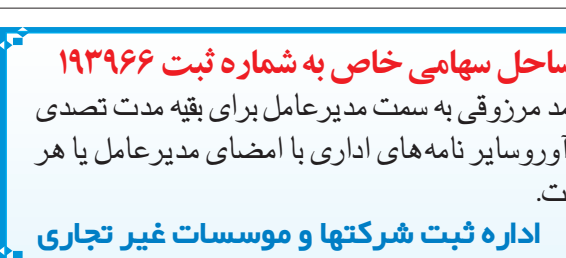 ساحل سهامی خاص به شماره ثبت ۱۹۳۹۶۶
مرزوقی به سمت مدیرعامل برای بقیه مدت تصدی
آوروسایر نامه‌های اداری با امضای مدیرعامل یا هر
اداره ثبت شرکتها و موسسات غیر تجاری